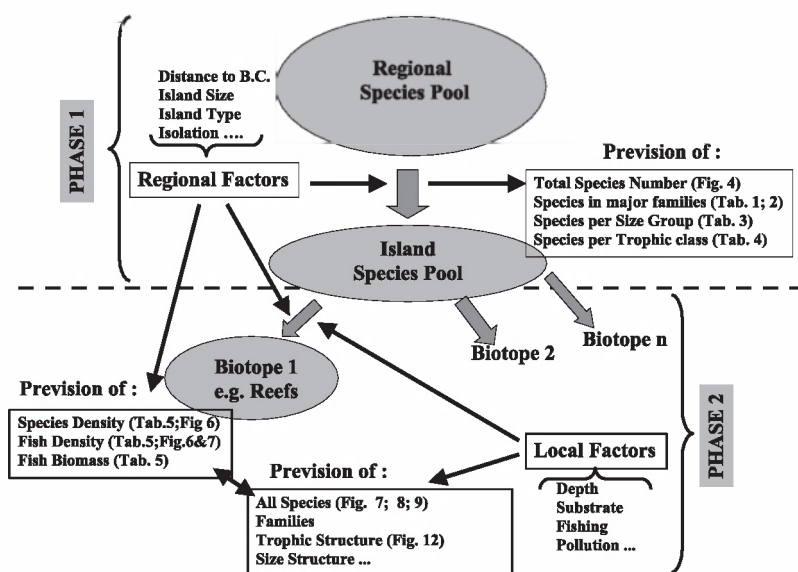 Regional
Species Pool
Distance to B.C.
Island Size
Island Type
Isolation ....
PHASE 1
Regional Factors
Prevision of :
Total Species Number (Fig. 4)
Species in major families (Tab. 1; 2)
Species per Size Group (Tab. 3)
Species per Trophic class (Tab. 4)
Island
Species Pool
Biotope 1
e.g. Reefs
Biotope 2
Biotope n
PHASE 2
Prevision of :
Species Density (Tab.5;Fig 6)
Fish Density (Tab.5;Fig.6&7)
Fish Biomass (Tab. 5)
Local Factors
Depth
Substrate
Fishing
Pollution ...
Prevision of :
All Species (Fig. 7; 8; 9)
Families
Trophic Structure (Fig. 12)
Size Structure ...